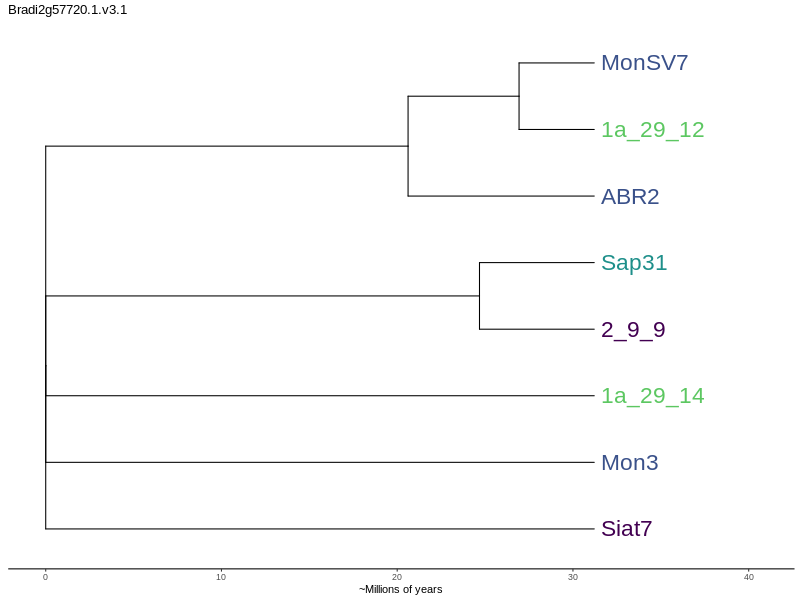 Bradi2g57720.1.v3.1
MonSV7
1a_29_12
ABR2
Sap31
2_9_9
1a_29_14
Mon3
Siat7
0 10 20 30 40
~Millions of years